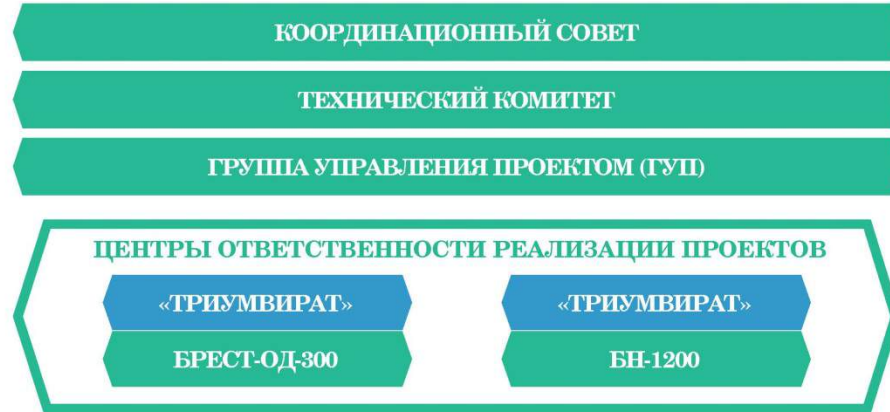 КООРДИНАЦИОННЫЙ СОВЕТ
ТЕХНИЧЕСКИЙ КОМИТЕТ
ГРУППА УПРАВЛЕНИЯ ПРОЕКТОМ (ГУП)
ЦЕНТРЫ ОТВЕТСТВЕННОСТИ РЕАЛИЗАЦИИ ПРОЕКТОВ
«ТРИУМВИРАТ»
БРЕСТ-ОД-300
«ТРИУМВИРАТ»
БН-1200